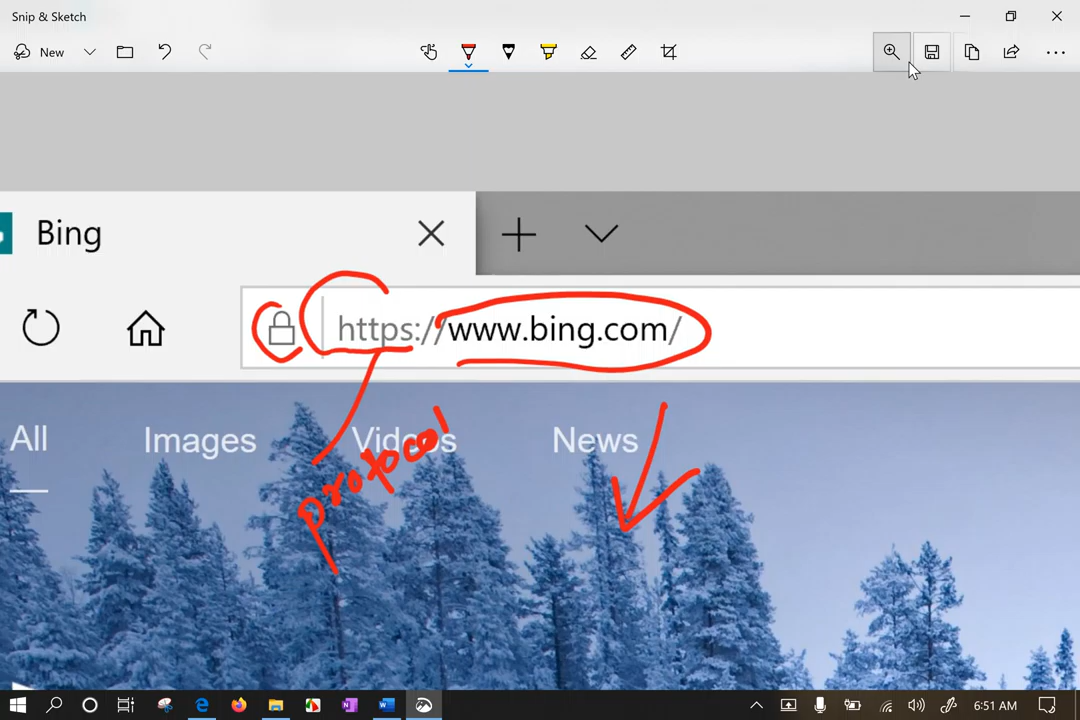 Snip & Sketch
New
Bing
https://www.bing.com/
All Images Videos News
protocol
6:51 AM